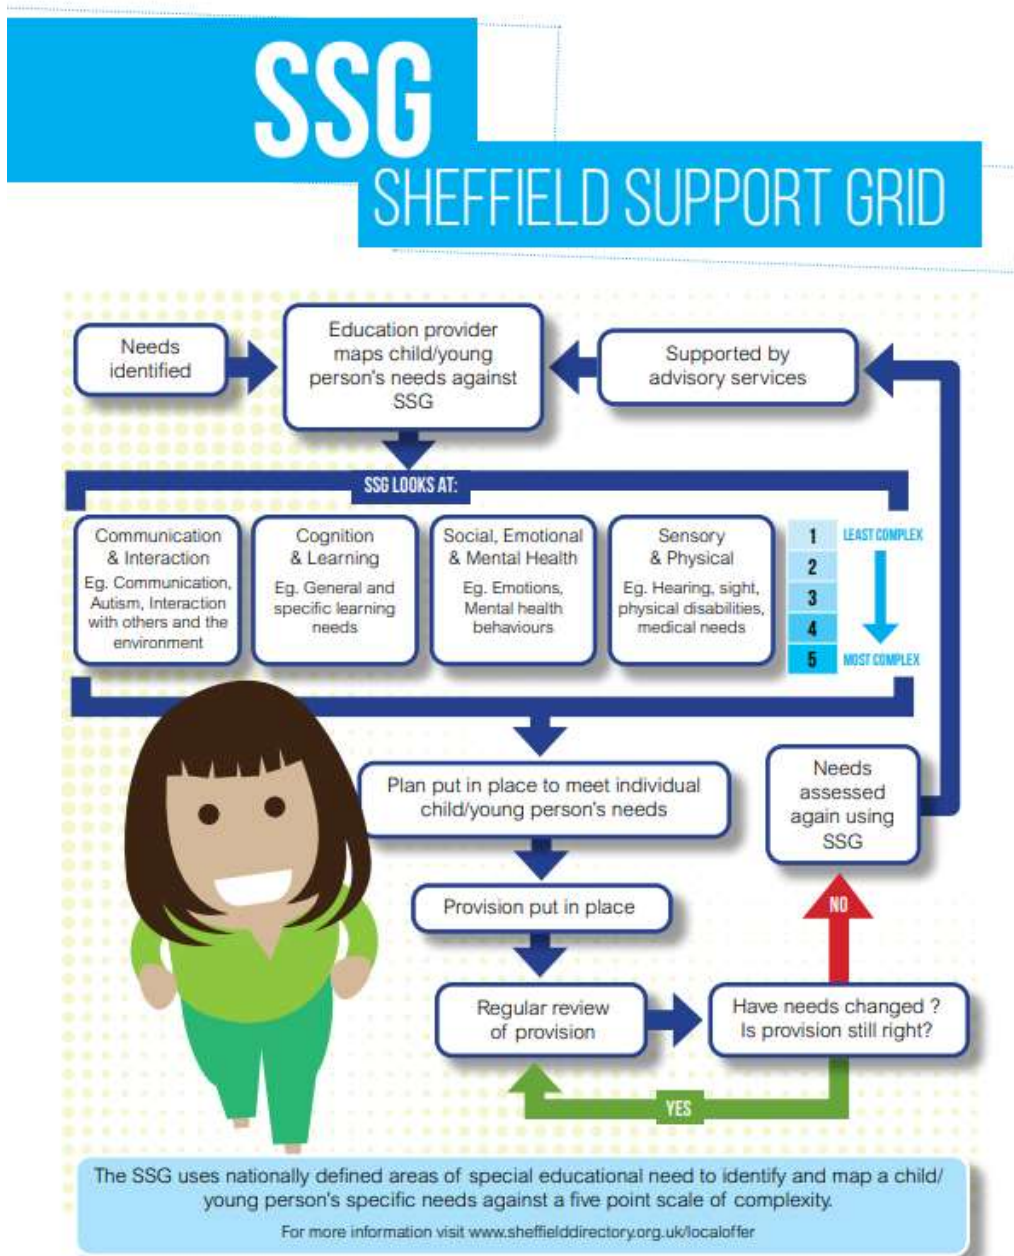 SSG
SHEFFIELD SUPPORT GRID
Needs
identified
Education provider
maps child/young
person's needs against
SSG
Supported by
advisory services
SSG LOOKS AT:
Communication
& Interaction
Eg. Communication,
Autism, Interaction
with others and the
environment
Cognition
& Learning
Eg. General and
specific learning
needs
Social, Emotional
& Mental Health
Eg. Emotions,
Mental health
behaviours
Sensory
& Physical
Eg. Hearing, sight,
physical disabilities,
medical needs
1
2
3
4
5
LEAST COMPLEX
MOST COMPLEX
Plan put in place to meet individual
child/young person's needs
Needs
assessed
again using
SSG
Provision put in place
NO
Regular review
of provision
Have needs changed ?
Is provision still right?
YES
The SSG uses nationally defined areas of special educational need to identify and map a child/
young person's specific needs against a five point scale of complexity.
For more information visit www.sheffielddirectory.org.uk/localoffer